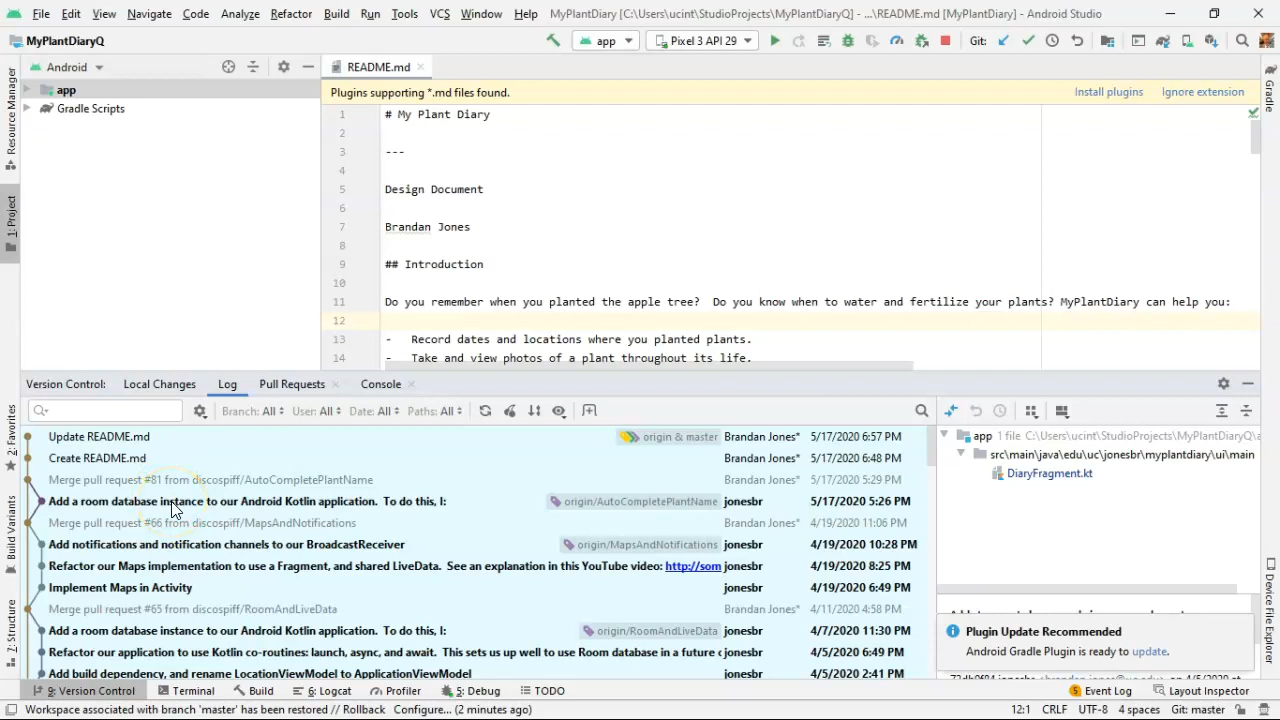 File Edit View Navigate Code Analyze Refactor Build Run Tools VCS Window Help MyPlantDiary [C:\Users\ucint\StudioProjects\MyPlantDiaryQ] - ...\README.md [MyPlantDiary] - Android Studio
MyPlantDiaryQ app Pixel 3 API 29 Git:
Android README.md
Plugins supporting *.md files found. Install plugins Ignore extension
app
Gradle Scripts
1 # My Plant Diary
2
3 ---
4
5 Design Document
6
7 Brandan Jones
8
9 ## Introduction
10
11 Do you remember when you planted the apple tree? Do you know when to water and fertilize your plants? MyPlantDiary can help you:
12
13 - Record dates and locations where you planted plants.
14 - Take and view photos of a plant throughout its life.
Resource Manager
1: Project
2: Favorites
Build Variants
7: Structure
Gradle
Device File Explorer
Version Control: Local Changes Log Pull Requests Console
Branch: All User: All Date: All Paths: All
Update README.md origin & master Brandan Jones* 5/17/2020 6:57 PM
Create README.md Brandan Jones* 5/17/2020 6:48 PM
Merge pull request #81 from discospiff/AutoCompletePlantName Brandan Jones* 5/17/2020 5:29 PM
Add a room database instance to our Android Kotlin application. To do this, I: origin/AutoCompletePlantName jonesbr 5/17/2020 5:26 PM
Merge pull request #66 from discospiff/MapsAndNotifications Brandan Jones* 4/19/2020 11:06 PM
Add notifications and notification channels to our BroadcastReceiver origin/MapsAndNotifications jonesbr 4/19/2020 10:28 PM
Refactor our Maps implementation to use a Fragment, and shared LiveData. See an explanation in this YouTube video: http://som jonesbr 4/19/2020 8:25 PM
Implement Maps in Activity jonesbr 4/19/2020 6:49 PM
Merge pull request #65 from discospiff/RoomAndLiveData Brandan Jones* 4/11/2020 4:58 PM
Add a room database instance to our Android Kotlin application. To do this, I: origin/RoomAndLiveData jonesbr 4/7/2020 11:30 PM
Refactor our application to use Kotlin co-routines: launch, async, and await. This sets us up well to use Room database in a future c jonesbr 4/5/2020 6:49 PM
Add build dependency, and rename LocationViewModel to ApplicationViewModel jonesbr 4/5/2020 2:41 PM
app 1 file C:\Users\ucint\StudioProjects\MyPlantDiaryQ\a
src\main\java\edu\uc\jonesbr\myplantdiary\ui\main
DiaryFragment.kt
Plugin Update Recommended
Android Gradle Plugin is ready to update.
9: Version Control Terminal Build 6: Logcat Profiler 5: Debug TODO Event Log Layout Inspector
Workspace associated with branch 'master' has been restored // Rollback Configure... (2 minutes ago) 12:1 CRLF UTF-8 4 spaces Git: master